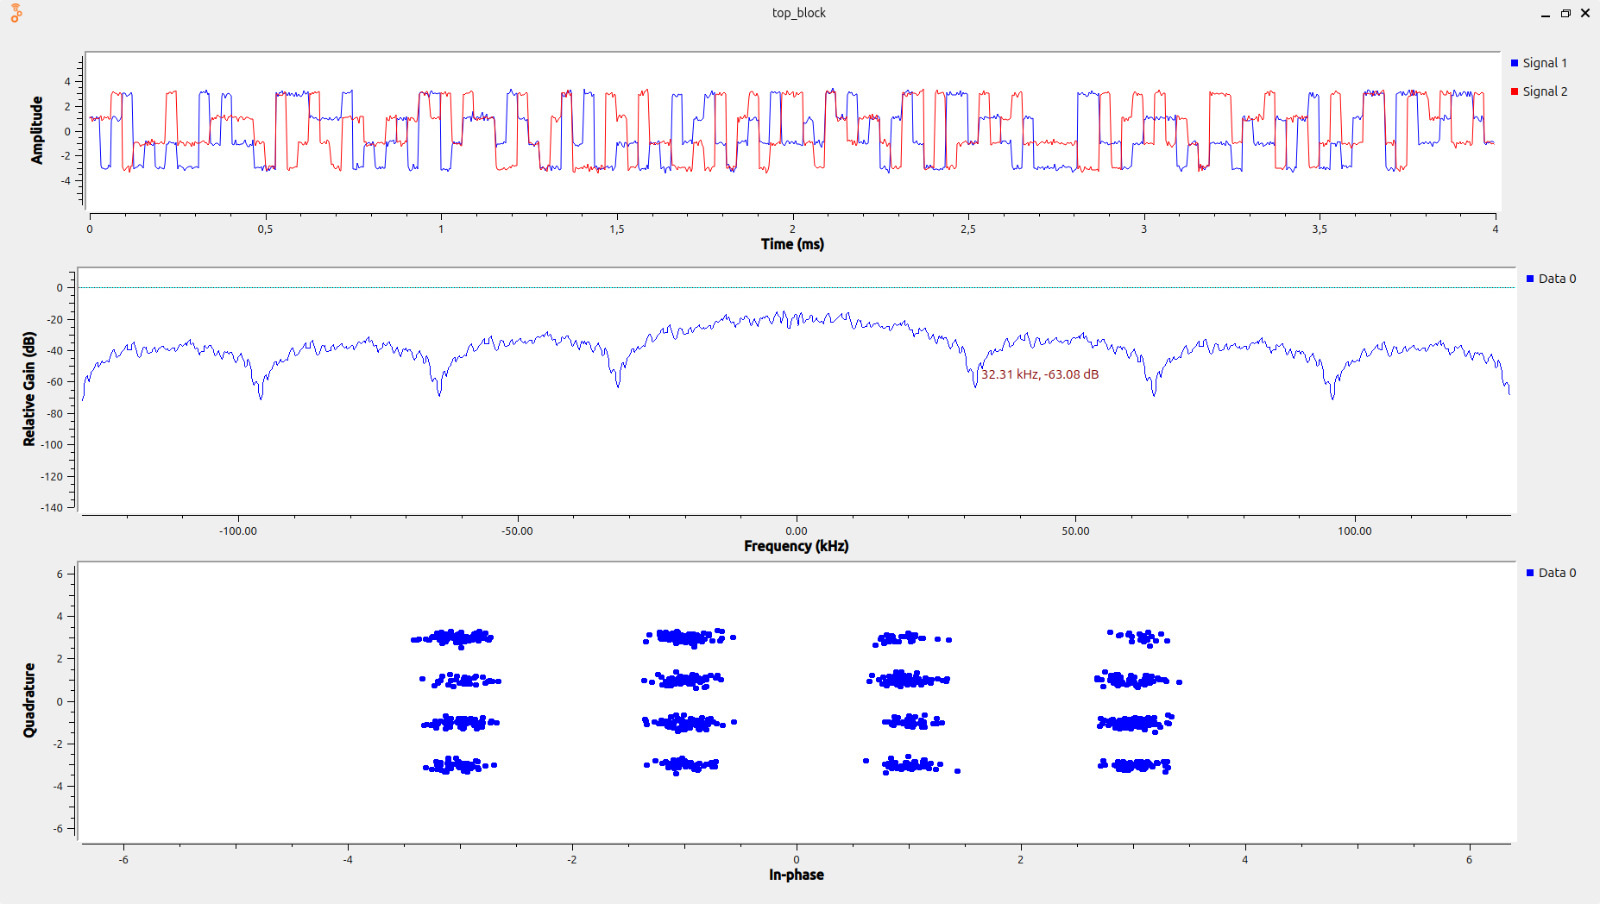 top_block
Amplitude
4
2
0
-2
-4
Signal 1
Signal 2
0 0,5 1 1,5 2 2,5 3 3,5 4
Time (ms)
Relative Gain (dB)
0
-20
-40
-60
-80
-100
-120
-140
Data 0
32.31 kHz, -63.08 dB
-100.00 -50.00 0.00 50.00 100.00
Frequency (kHz)
Quadrature
6
4
2
0
-2
-4
-6
Data 0
-6 -4 -2 0 2 4 6
In-phase